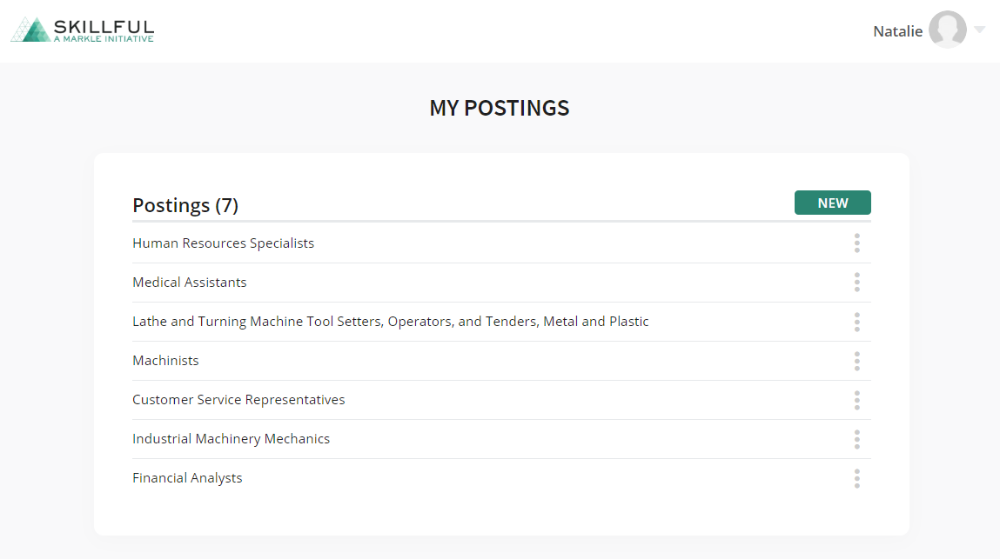 SKILLFUL
A MARKLE INITIATIVE
Natalie
MY POSTINGS
Postings (7)
NEW
Human Resources Specialists
Medical Assistants
Lathe and Turning Machine Tool Setters, Operators, and Tenders, Metal and Plastic
Machinists
Customer Service Representatives
Industrial Machinery Mechanics
Financial Analysts